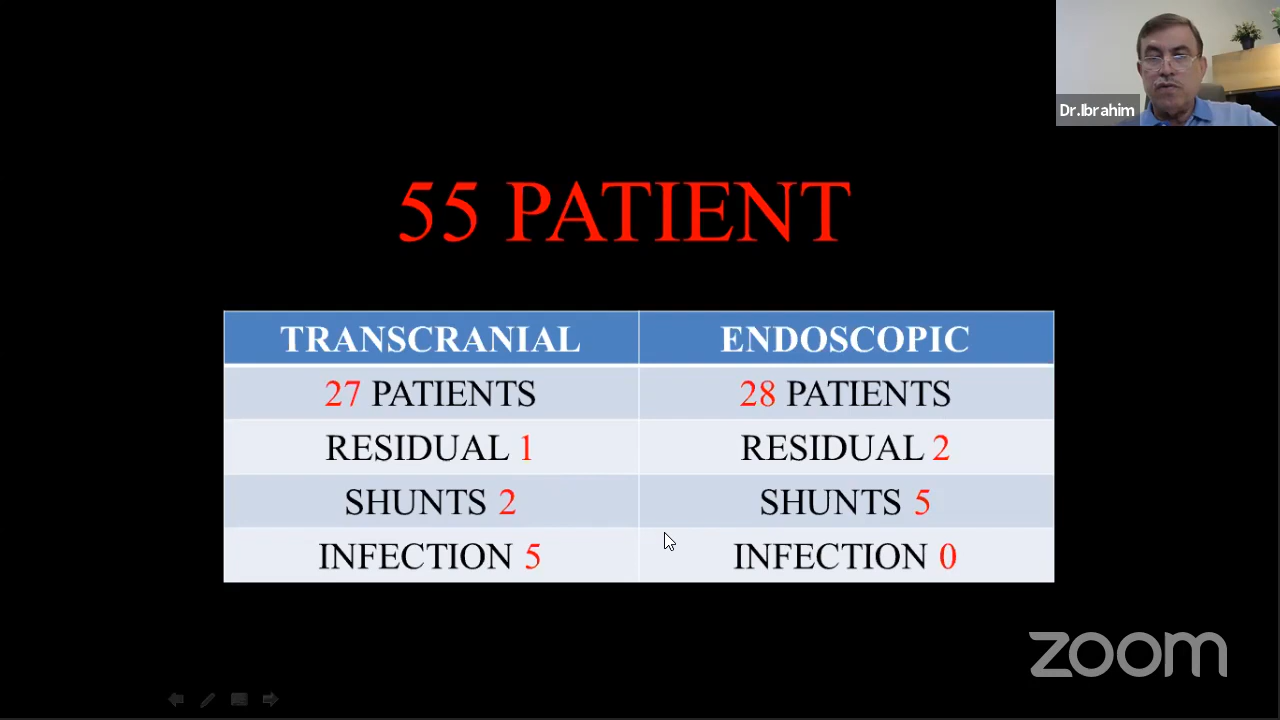 Dr.Ibrahim
55 PATIENT
TRANSCRANIAL ENDOSCOPIC
27 PATIENTS 28 PATIENTS
RESIDUAL 1 RESIDUAL 2
SHUNTS 2 SHUNTS 5
INFECTION 5 INFECTION 0
zoom